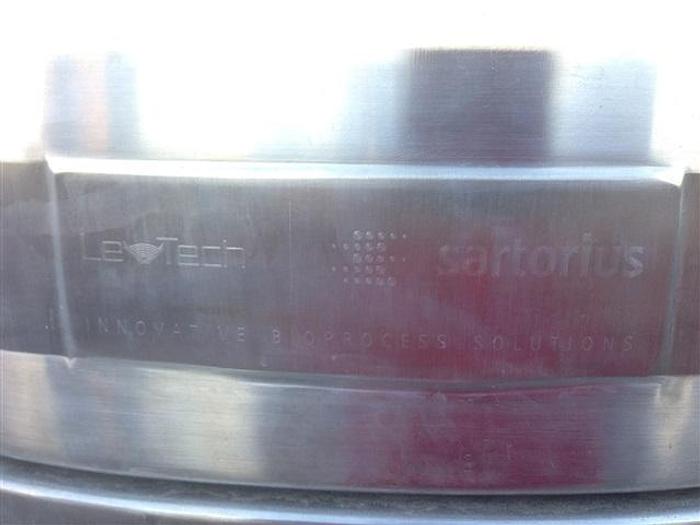 LevTech sartorius
INNOVATIVE BIOPROCESS SOLUTIONS